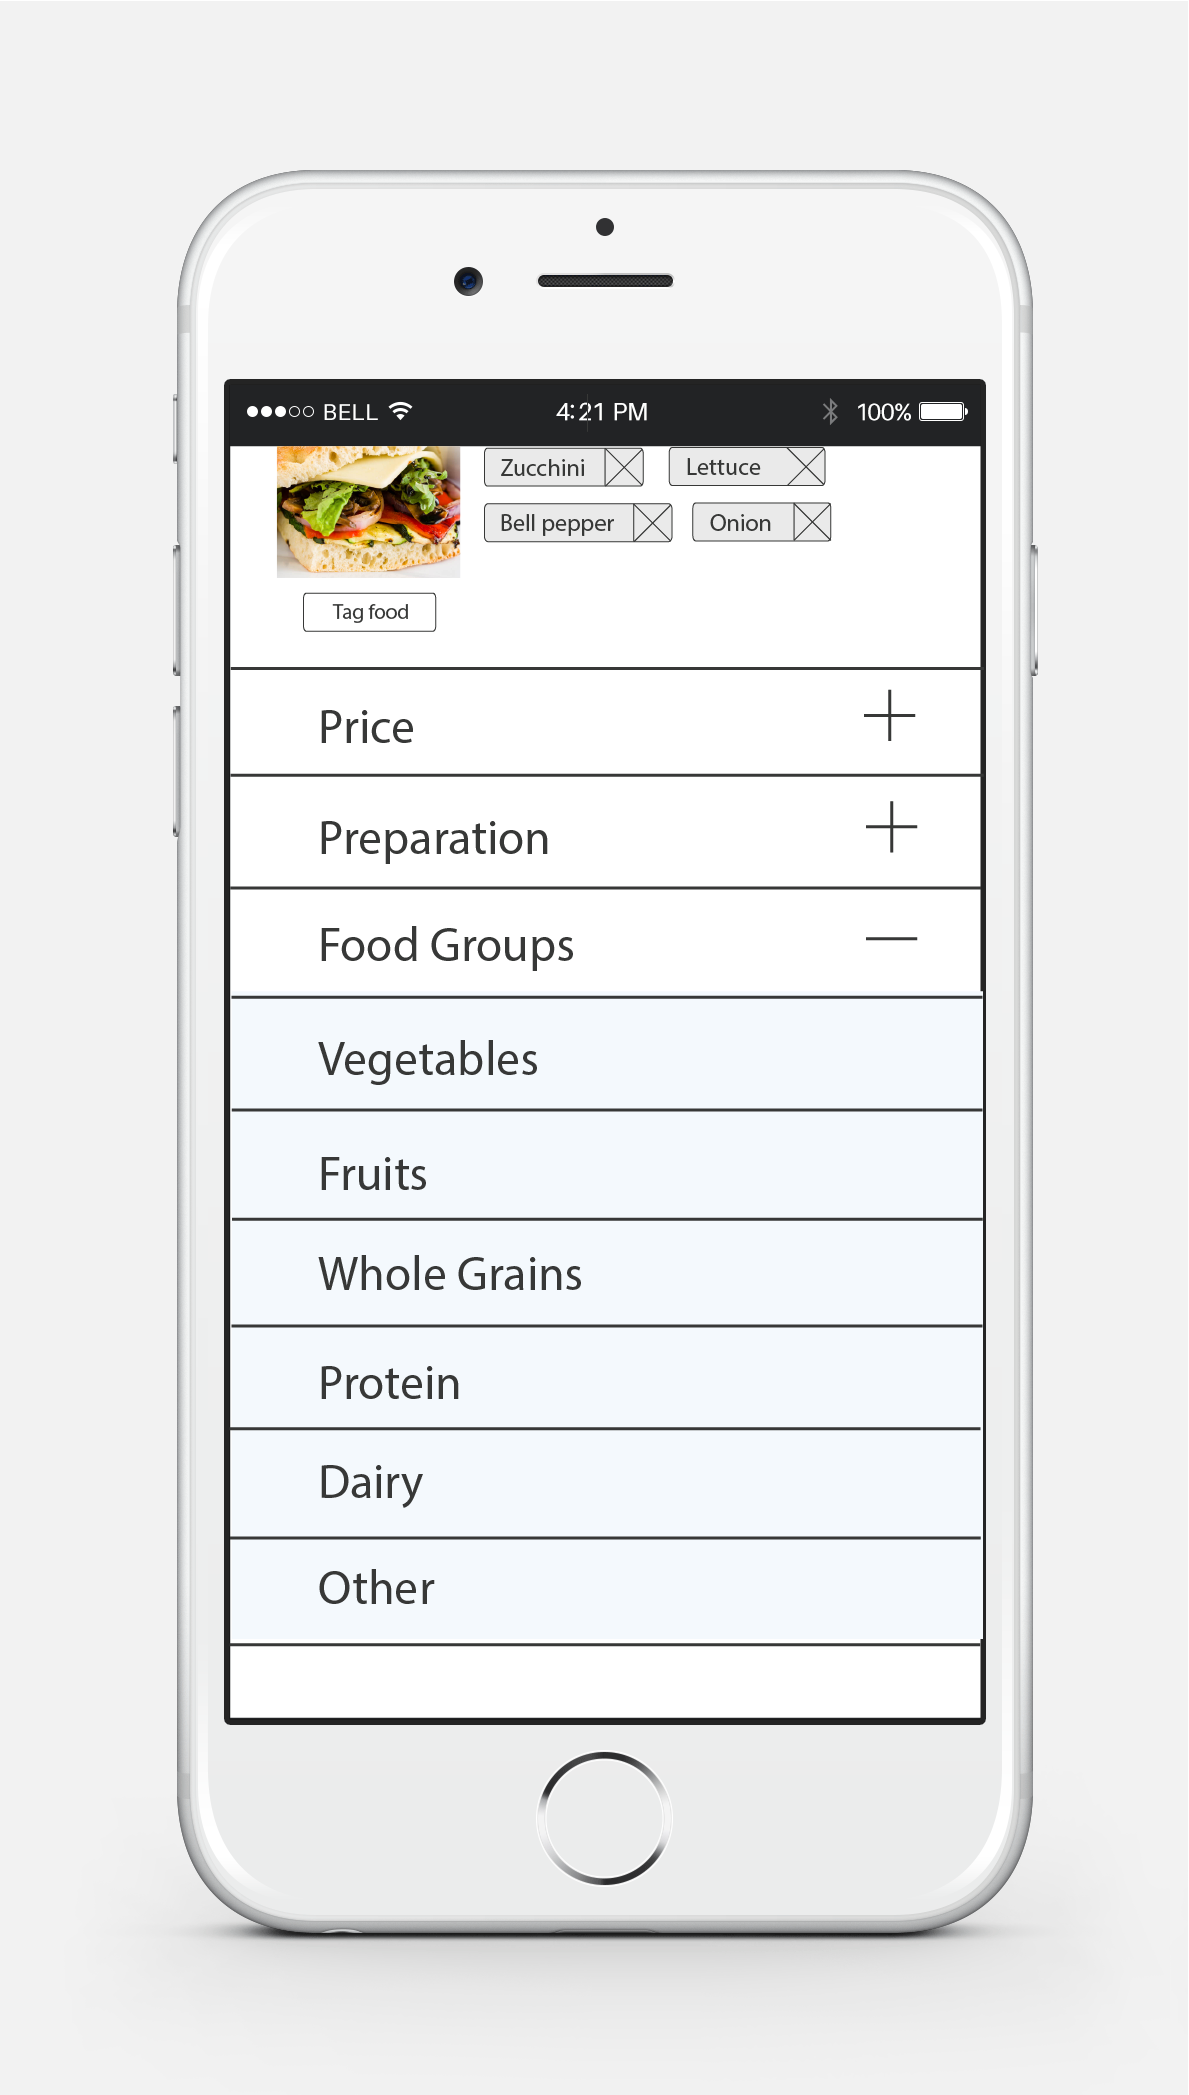 BELL 4:21 PM 100%
Zucchini Lettuce
Bell pepper Onion
Tag food
Price
Preparation
Food Groups
Vegetables
Fruits
Whole Grains
Protein
Dairy
Other